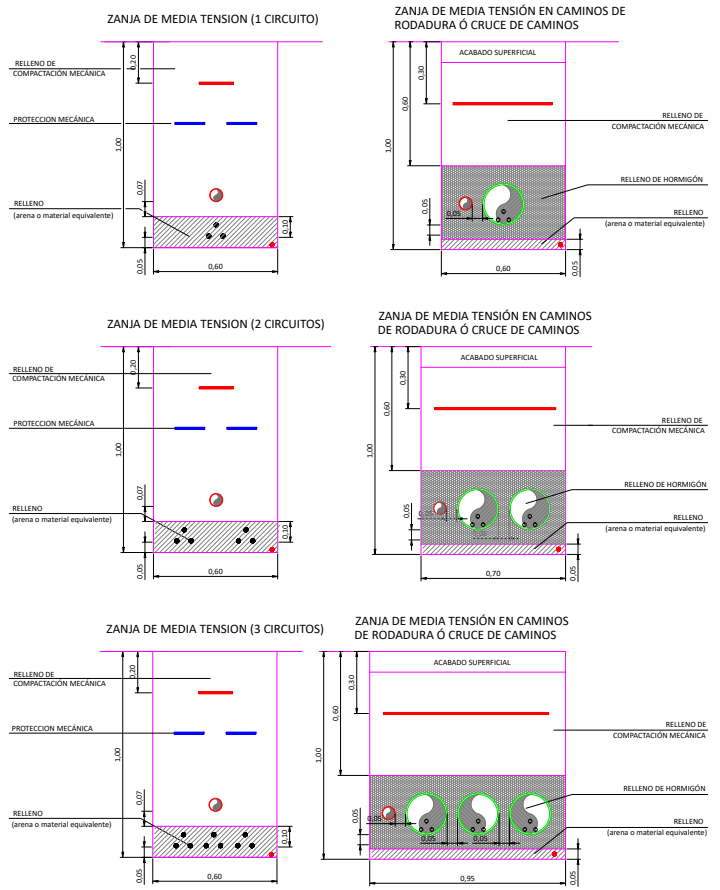 ZANJA DE MEDIA TENSION (1 CIRCUITO)
0,20
RELLENO DE
COMPACTACIÓN MECÁNICA
PROTECCION MECÁNICA
1,00
0,07
RELLENO
(arena o material equivalente)
0,10
0,05
0,60
ZANJA DE MEDIA TENSIÓN EN CAMINOS DE
RODADURA Ó CRUCE DE CAMINOS
ACABADO SUPERFICIAL
0,30
0,60
1,00
RELLENO DE
COMPACTACIÓN MECÁNICA
RELLENO DE HORMIGÓN
0,05
0,05
RELLENO
(arena o material equivalente)
0,60
0,05
ZANJA DE MEDIA TENSION (2 CIRCUITOS)
0,20
RELLENO DE
COMPACTACIÓN MECÁNICA
PROTECCION MECÁNICA
1,00
0,07
RELLENO
(arena o material equivalente)
0,10
0,05
0,60
ZANJA DE MEDIA TENSIÓN EN CAMINOS
DE RODADURA Ó CRUCE DE CAMINOS
ACABADO SUPERFICIAL
0,30
0,60
1,00
RELLENO DE
COMPACTACIÓN MECÁNICA
RELLENO DE HORMIGÓN
0,05
0,05
0,05
RELLENO
(arena o material equivalente)
0,70
0,05
ZANJA DE MEDIA TENSION (3 CIRCUITOS)
0,20
RELLENO DE
COMPACTACIÓN MECÁNICA
PROTECCION MECÁNICA
1,00
0,07
RELLENO
(arena o material equivalente)
0,10
0,05
0,60
ZANJA DE MEDIA TENSIÓN EN CAMINOS
DE RODADURA Ó CRUCE DE CAMINOS
ACABADO SUPERFICIAL
0,30
0,60
1,00
RELLENO DE
COMPACTACIÓN MECÁNICA
RELLENO DE HORMIGÓN
0,05
0,05
0,05
0,05
RELLENO
(arena o material equivalente)
0,95
0,05